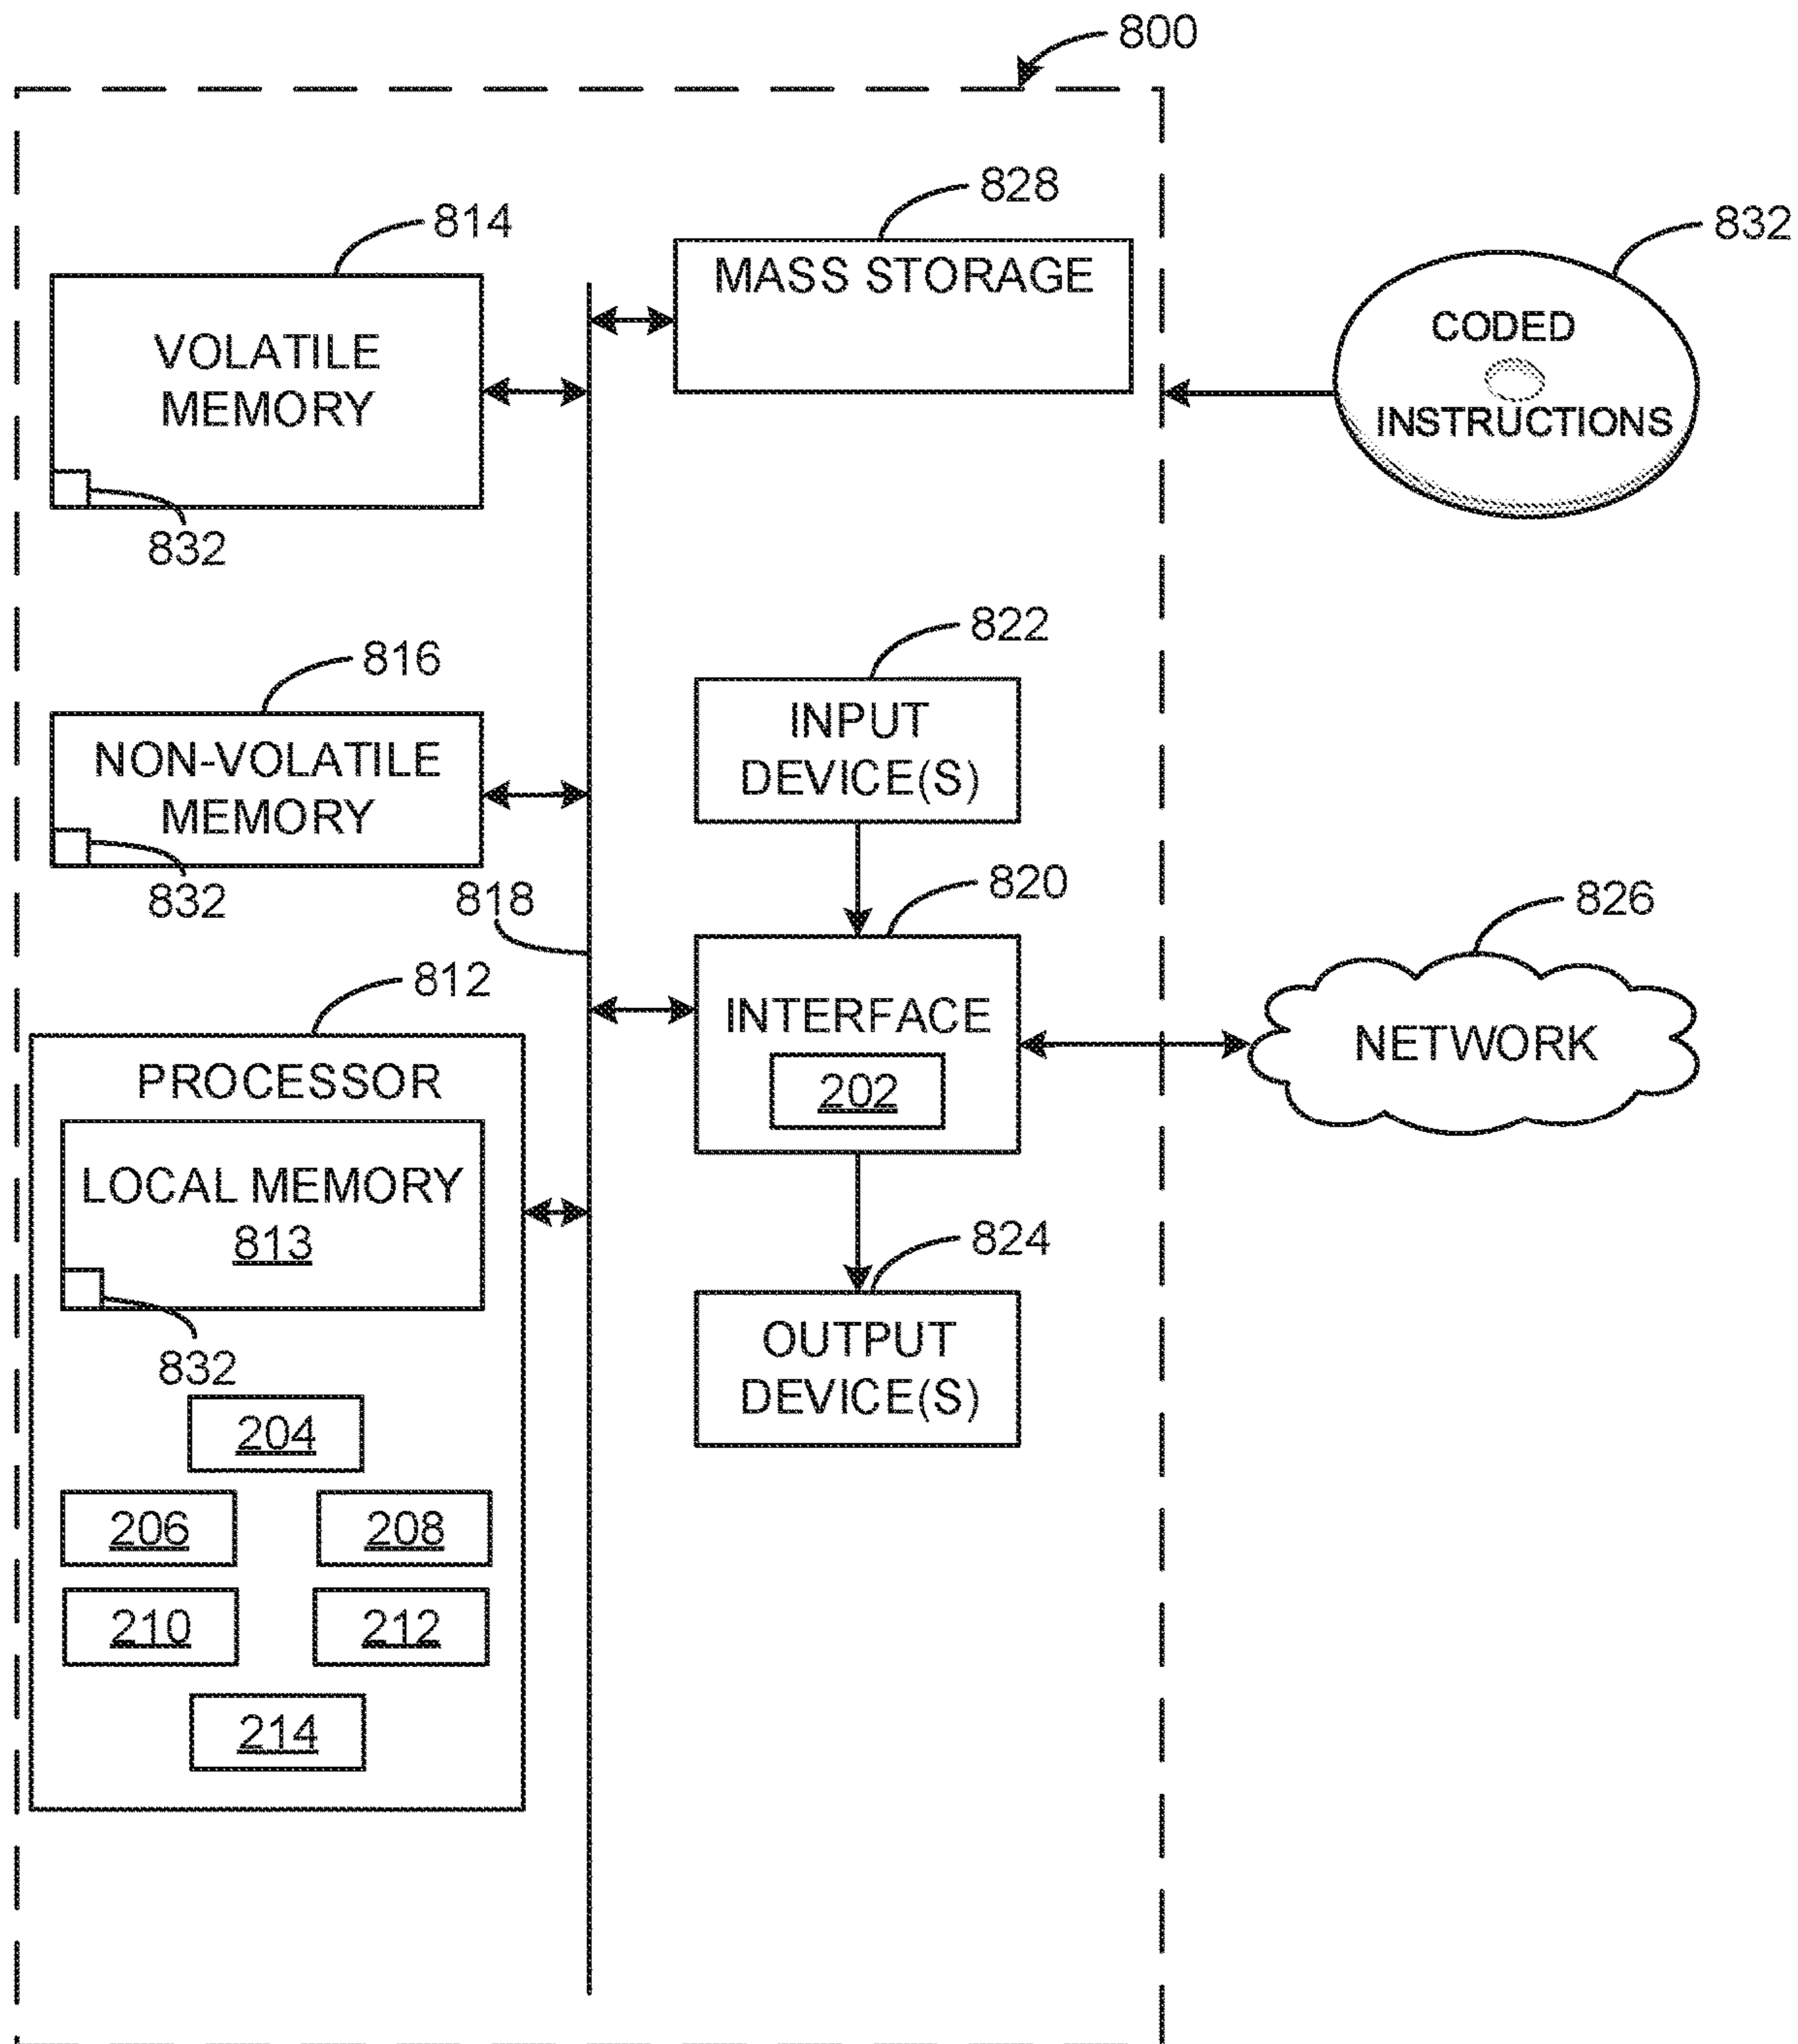 800
828
814
832
MASS STORAGE
VOLATILE
MEMORY
832
CODED
INSTRUCTIONS
822
816
INPUT
DEVICE(S)
NON-VOLATILE
MEMORY
832
818
820
826
812
INTERFACE
202
NETWORK
PROCESSOR
LOCAL MEMORY
813
832
824
OUTPUT
DEVICE(S)
204
206
208
210
212
214